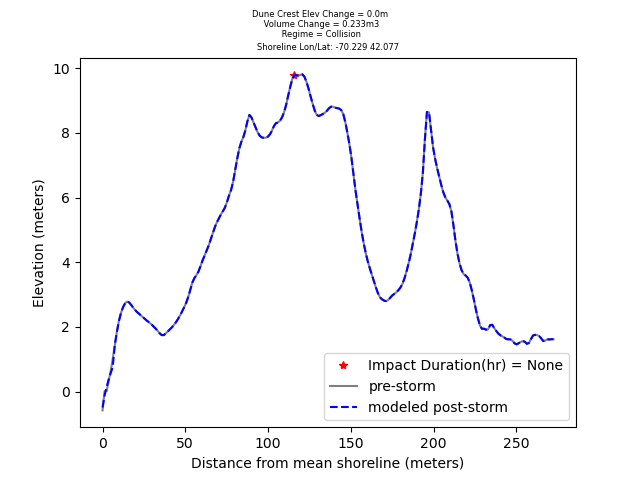 Dune Crest Elev Change = 0.0m
Volume Change = 0.233m3
Regime = Collision
Shoreline Lon/Lat: -70.229 42.077
10
8
6
4
2
0
Elevation (meters)
Impact Duration(hr) = None
pre-storm
modeled post-storm
0 50 100 150 200 250
Distance from mean shoreline (meters)